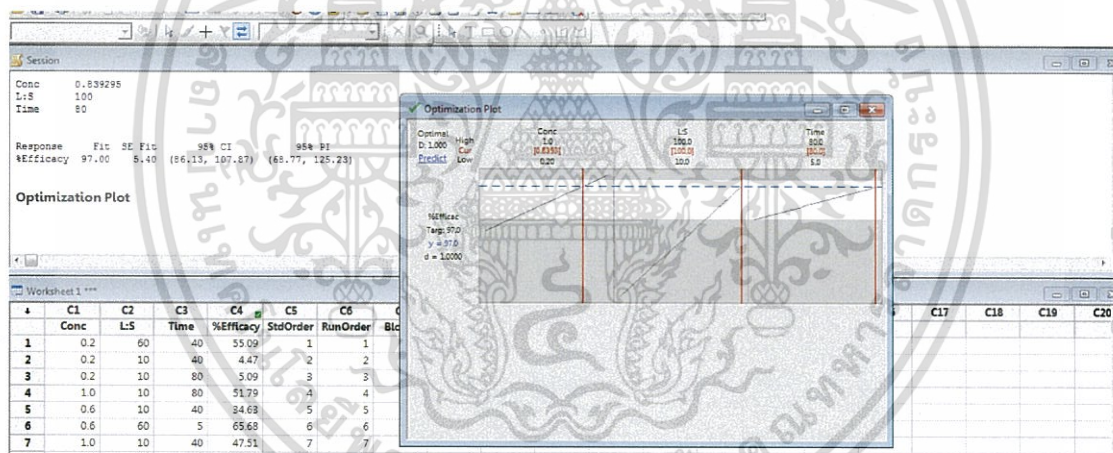 Session
Conc 0.839295
L:S 100
Time 80
Response Fit SE Fit 95% CI 95% PI
%Efficacy 97.00 5.40 (86.13, 107.87) (68.77, 125.23)
Optimization Plot
Optimization Plot
Optimal
D: 1.000
Predict
High
Cur
Low
Conc
1.0
[0.8393]
0.20
L:S
100.0
[100.0]
10.0
Time
80.0
[80.0]
5.0
%Efficac
Targ: 97.0
y = 97.0
d = 1.0000
Worksheet 1 ***
C1 C2 C3 C4 C5 C6 C17 C18 C19 C20
Conc L:S Time %Efficacy StdOrder RunOrder
1 0.2 60 40 55.09 1 1
2 0.2 10 40 4.47 2 2
3 0.2 10 80 5.09 3 3
4 1.0 10 80 51.79 4 4
5 0.6 10 40 34.63 5 5
6 0.6 60 5 65.68 6 6
7 1.0 10 40 47.51 7 7